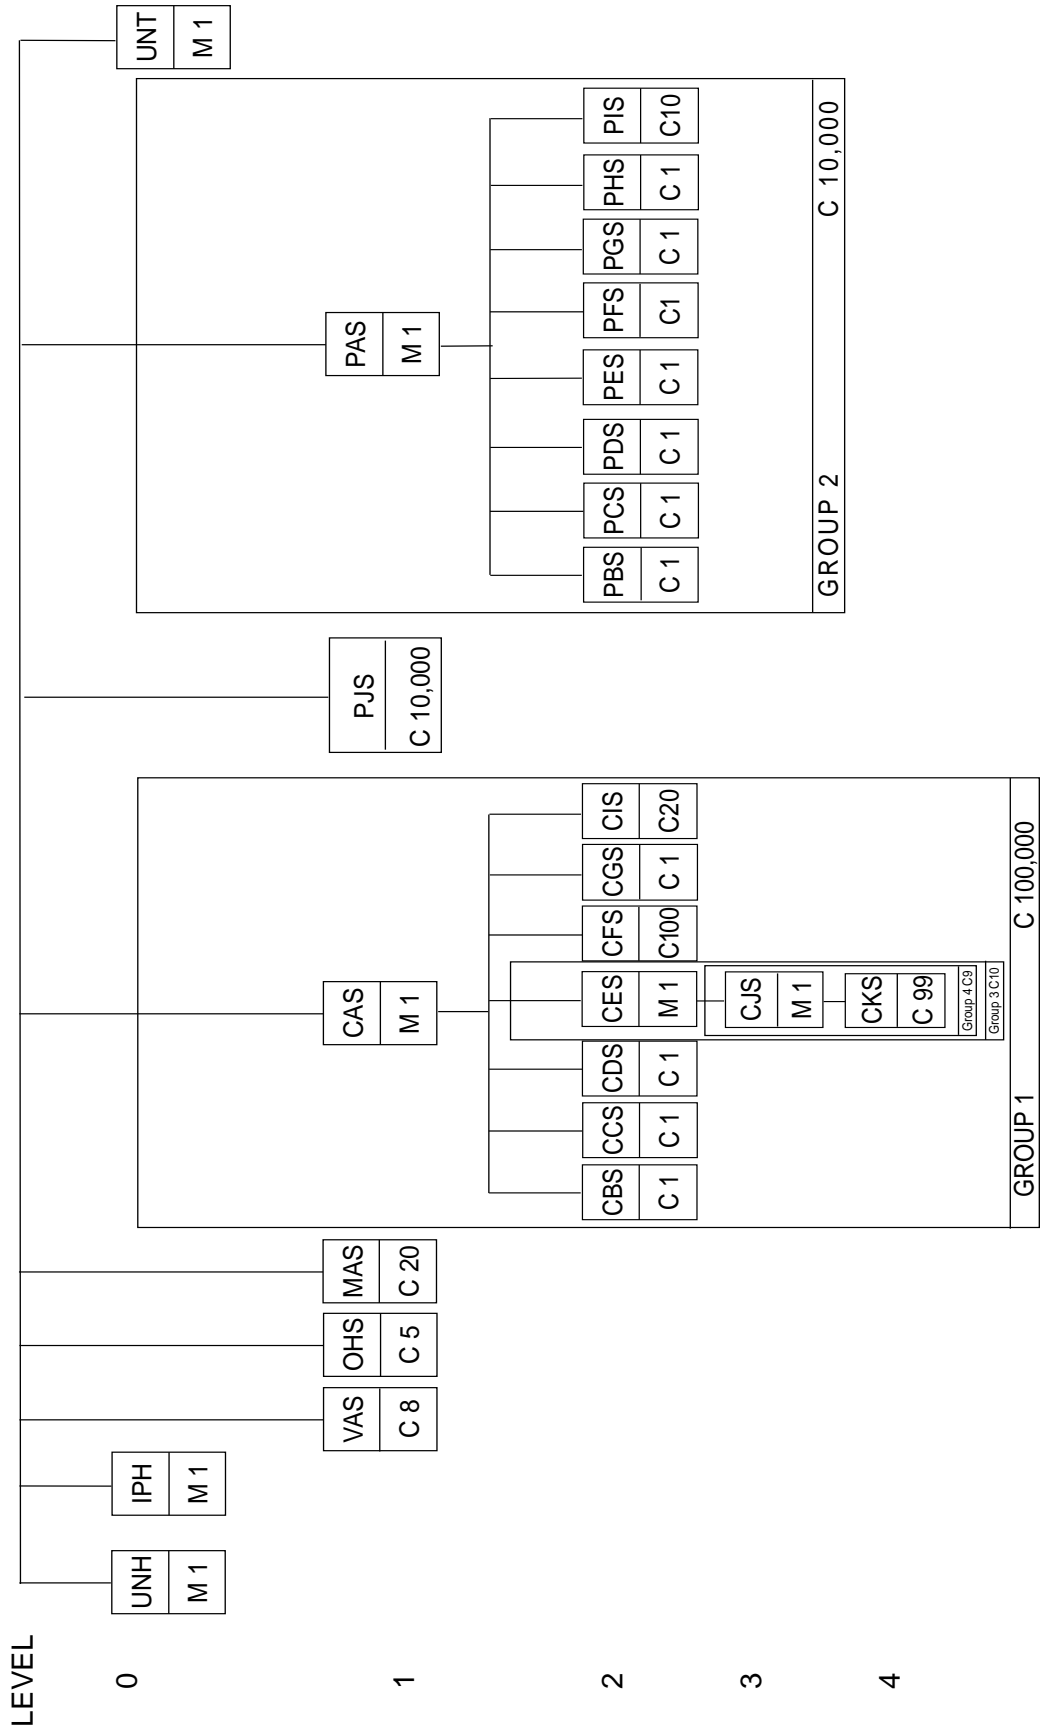 LEVEL
0
UNH
M 1
IPH
M 1
UNT
M 1
1
VAS
C 8
OHS
C 5
MAS
C 20
CAS
M 1
PJS
C 10,000
PAS
M 1
2
CBS
C 1
CCS
C 1
CDS
C 1
CES
M 1
CFS
C100
CGS
C 1
CIS
C20
PBS
C 1
PCS
C 1
PDS
C 1
PES
C 1
PFS
C1
PGS
C 1
PHS
C 1
PIS
C10
3
CJS
M 1
4
CKS
C 99
GROUP 2 C 10,000
Group 4 C9
Group 3 C10
GROUP 1 C 100,000